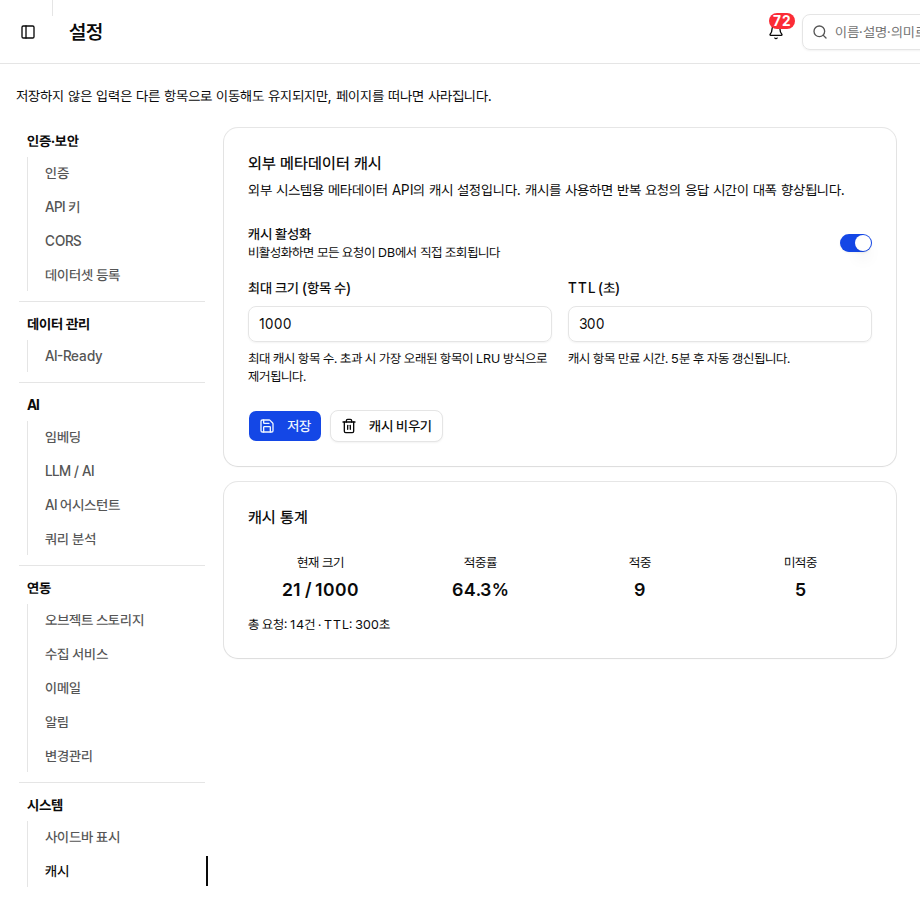 설정
72
이름·설명·의미로
저장하지 않은 입력은 다른 항목으로 이동해도 유지되지만, 페이지를 떠나면 사라집니다.
인증·보안
인증
API 키
CORS
데이터셋 등록
데이터 관리
AI-Ready
AI
임베딩
LLM / AI
AI 어시스턴트
쿼리 분석
연동
오브젝트 스토리지
수집 서비스
이메일
알림
변경관리
시스템
사이드바 표시
캐시
외부 메타데이터 캐시
외부 시스템용 메타데이터 API의 캐시 설정입니다. 캐시를 사용하면 반복 요청의 응답 시간이 대폭 향상됩니다.
캐시 활성화
비활성화하면 모든 요청이 DB에서 직접 조회됩니다
최대 크기 (항목 수)
TTL (초)
1000
300
최대 캐시 항목 수. 초과 시 가장 오래된 항목이 LRU 방식으로
제거됩니다.
캐시 항목 만료 시간. 5분 후 자동 갱신됩니다.
저장
캐시 비우기
캐시 통계
현재 크기
적중률
적중
미적중
21 / 1000
64.3%
9
5
총 요청: 14건 · TTL: 300초